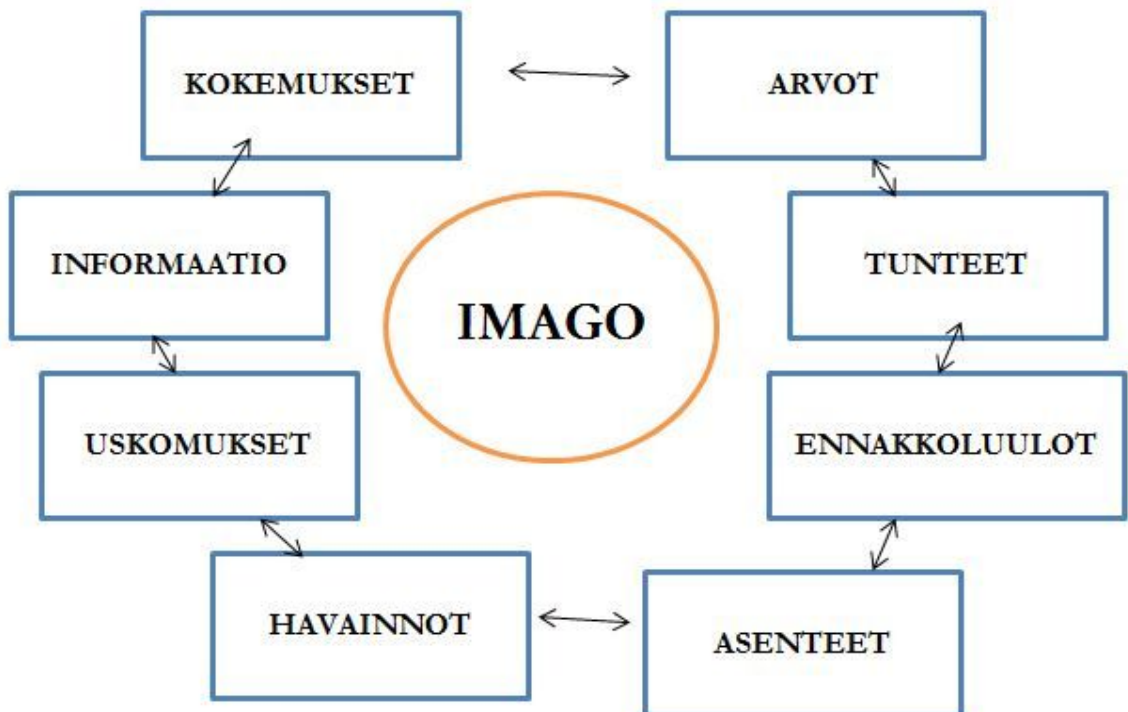 KOKEMUKSET
ARVOT
INFORMAATIO
TUNTEET
IMAGO
USKOMUKSET
ENNAKKOLUULOT
HAVAINNOT
ASENTEET